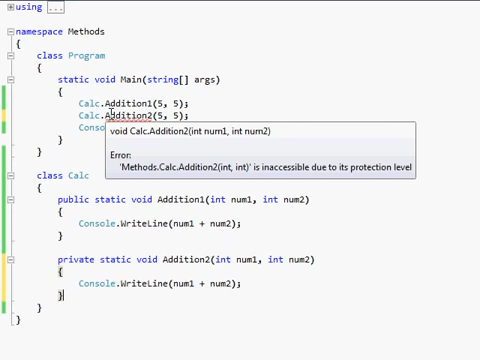 using ...
namespace Methods
{
class Program
{
static void Main(string[] args)
{
Calc.Addition1(5, 5);
Calc.Addition2(5, 5);
Conso
void Calc.Addition2(int num1, int num2)
Error:
'Methods.Calc.Addition2(int, int)' is inaccessible due to its protection level
}
}
class Calc
{
public static void Addition1(int num1, int num2)
{
Console.WriteLine(num1 + num2);
}
private static void Addition2(int num1, int num2)
{
Console.WriteLine(num1 + num2);
}
}
}